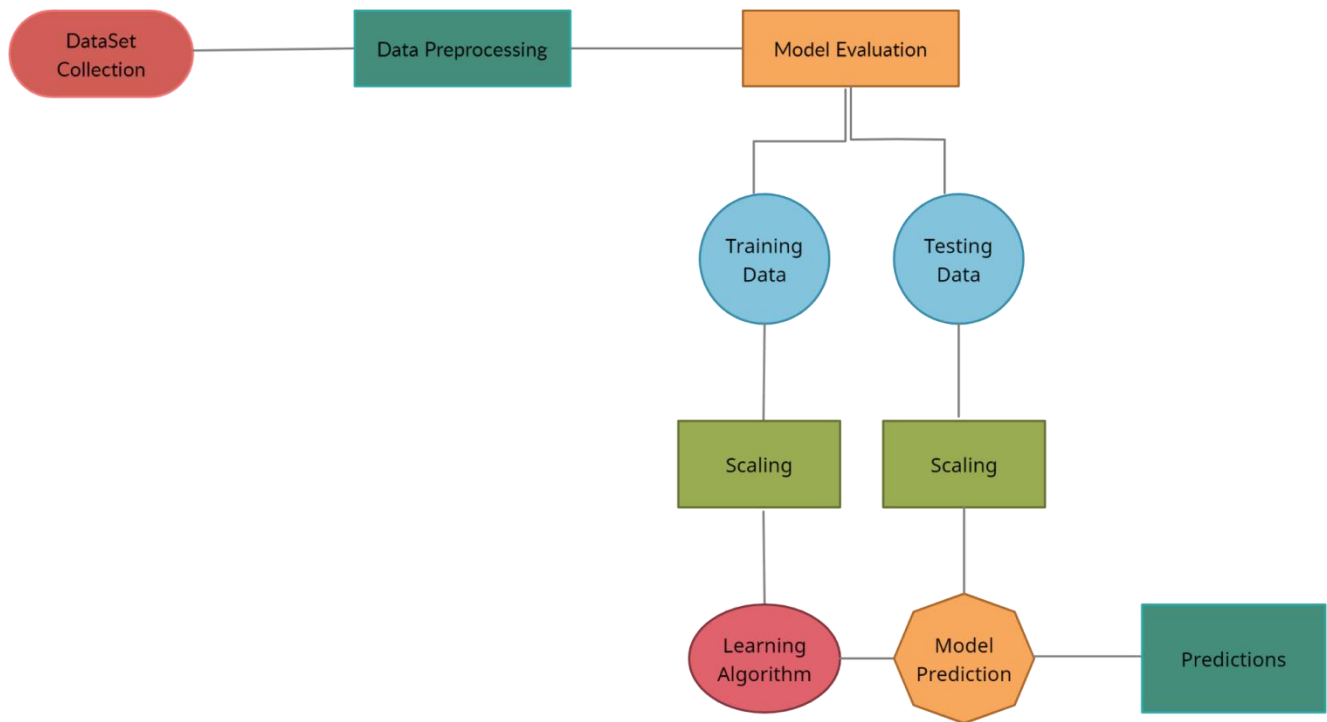 DataSet
Collection
Data Preprocessing
Model Evaluation
Training
Data
Testing
Data
Scaling
Scaling
Learning
Algorithm
Model
Prediction
Predictions